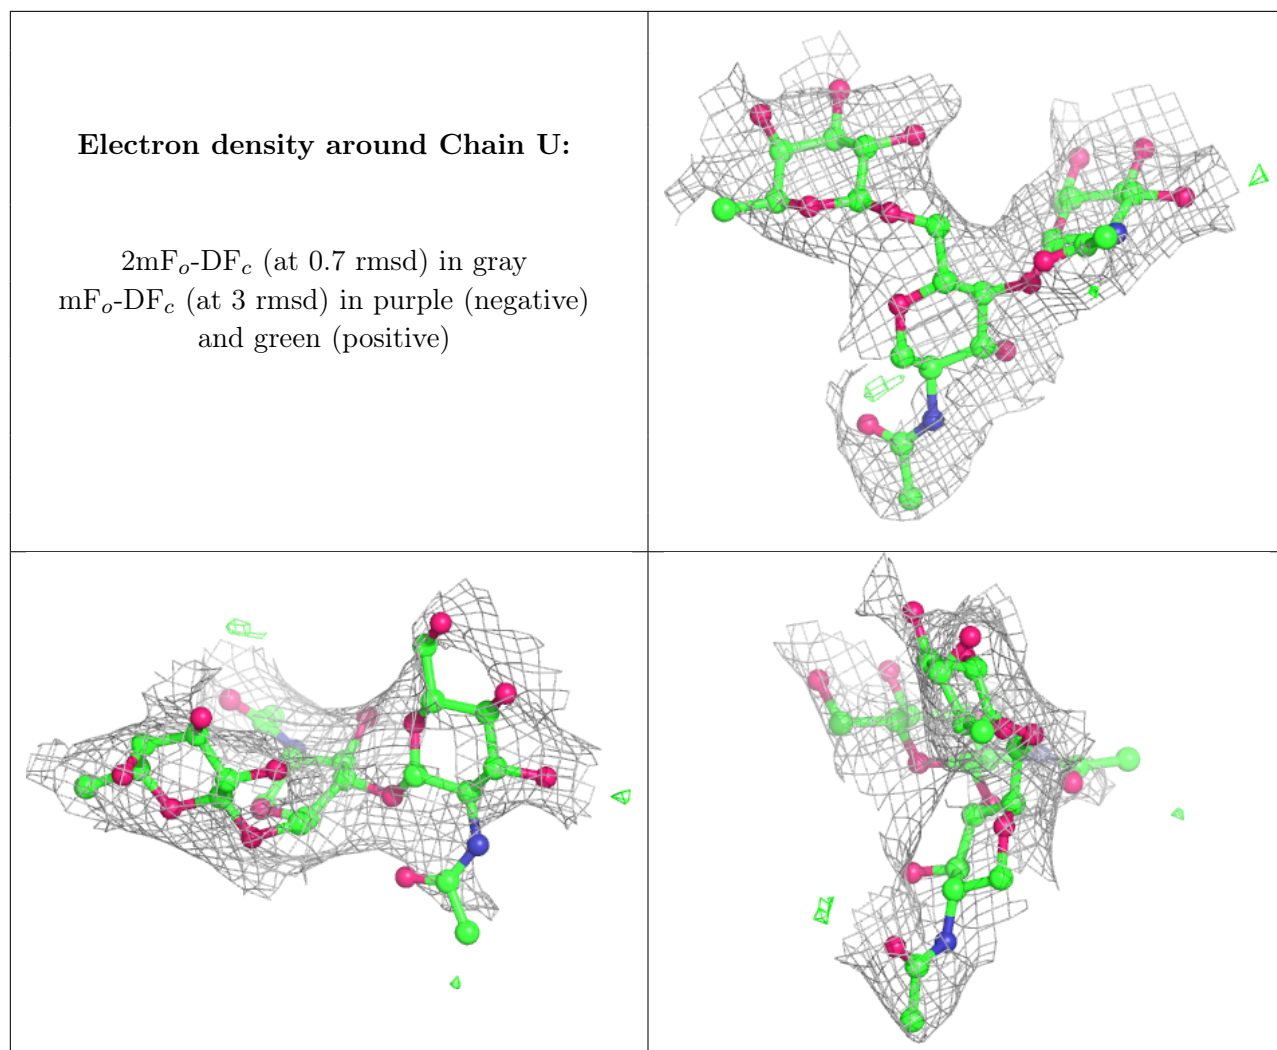 Electron density around Chain U:
2mFₒ-DF𝒸 (at 0.7 rmsd) in gray
mFₒ-DF𝒸 (at 3 rmsd) in purple (negative)
and green (positive)